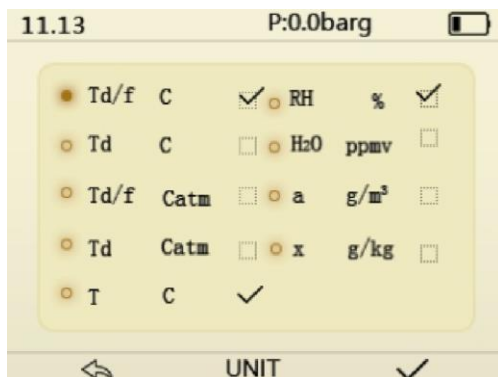 11.13 P:0.0barg
Td/f C RH %
Td C H2O ppmv
Td/f Catm a g/m³
Td Catm x g/kg
T C
UNIT